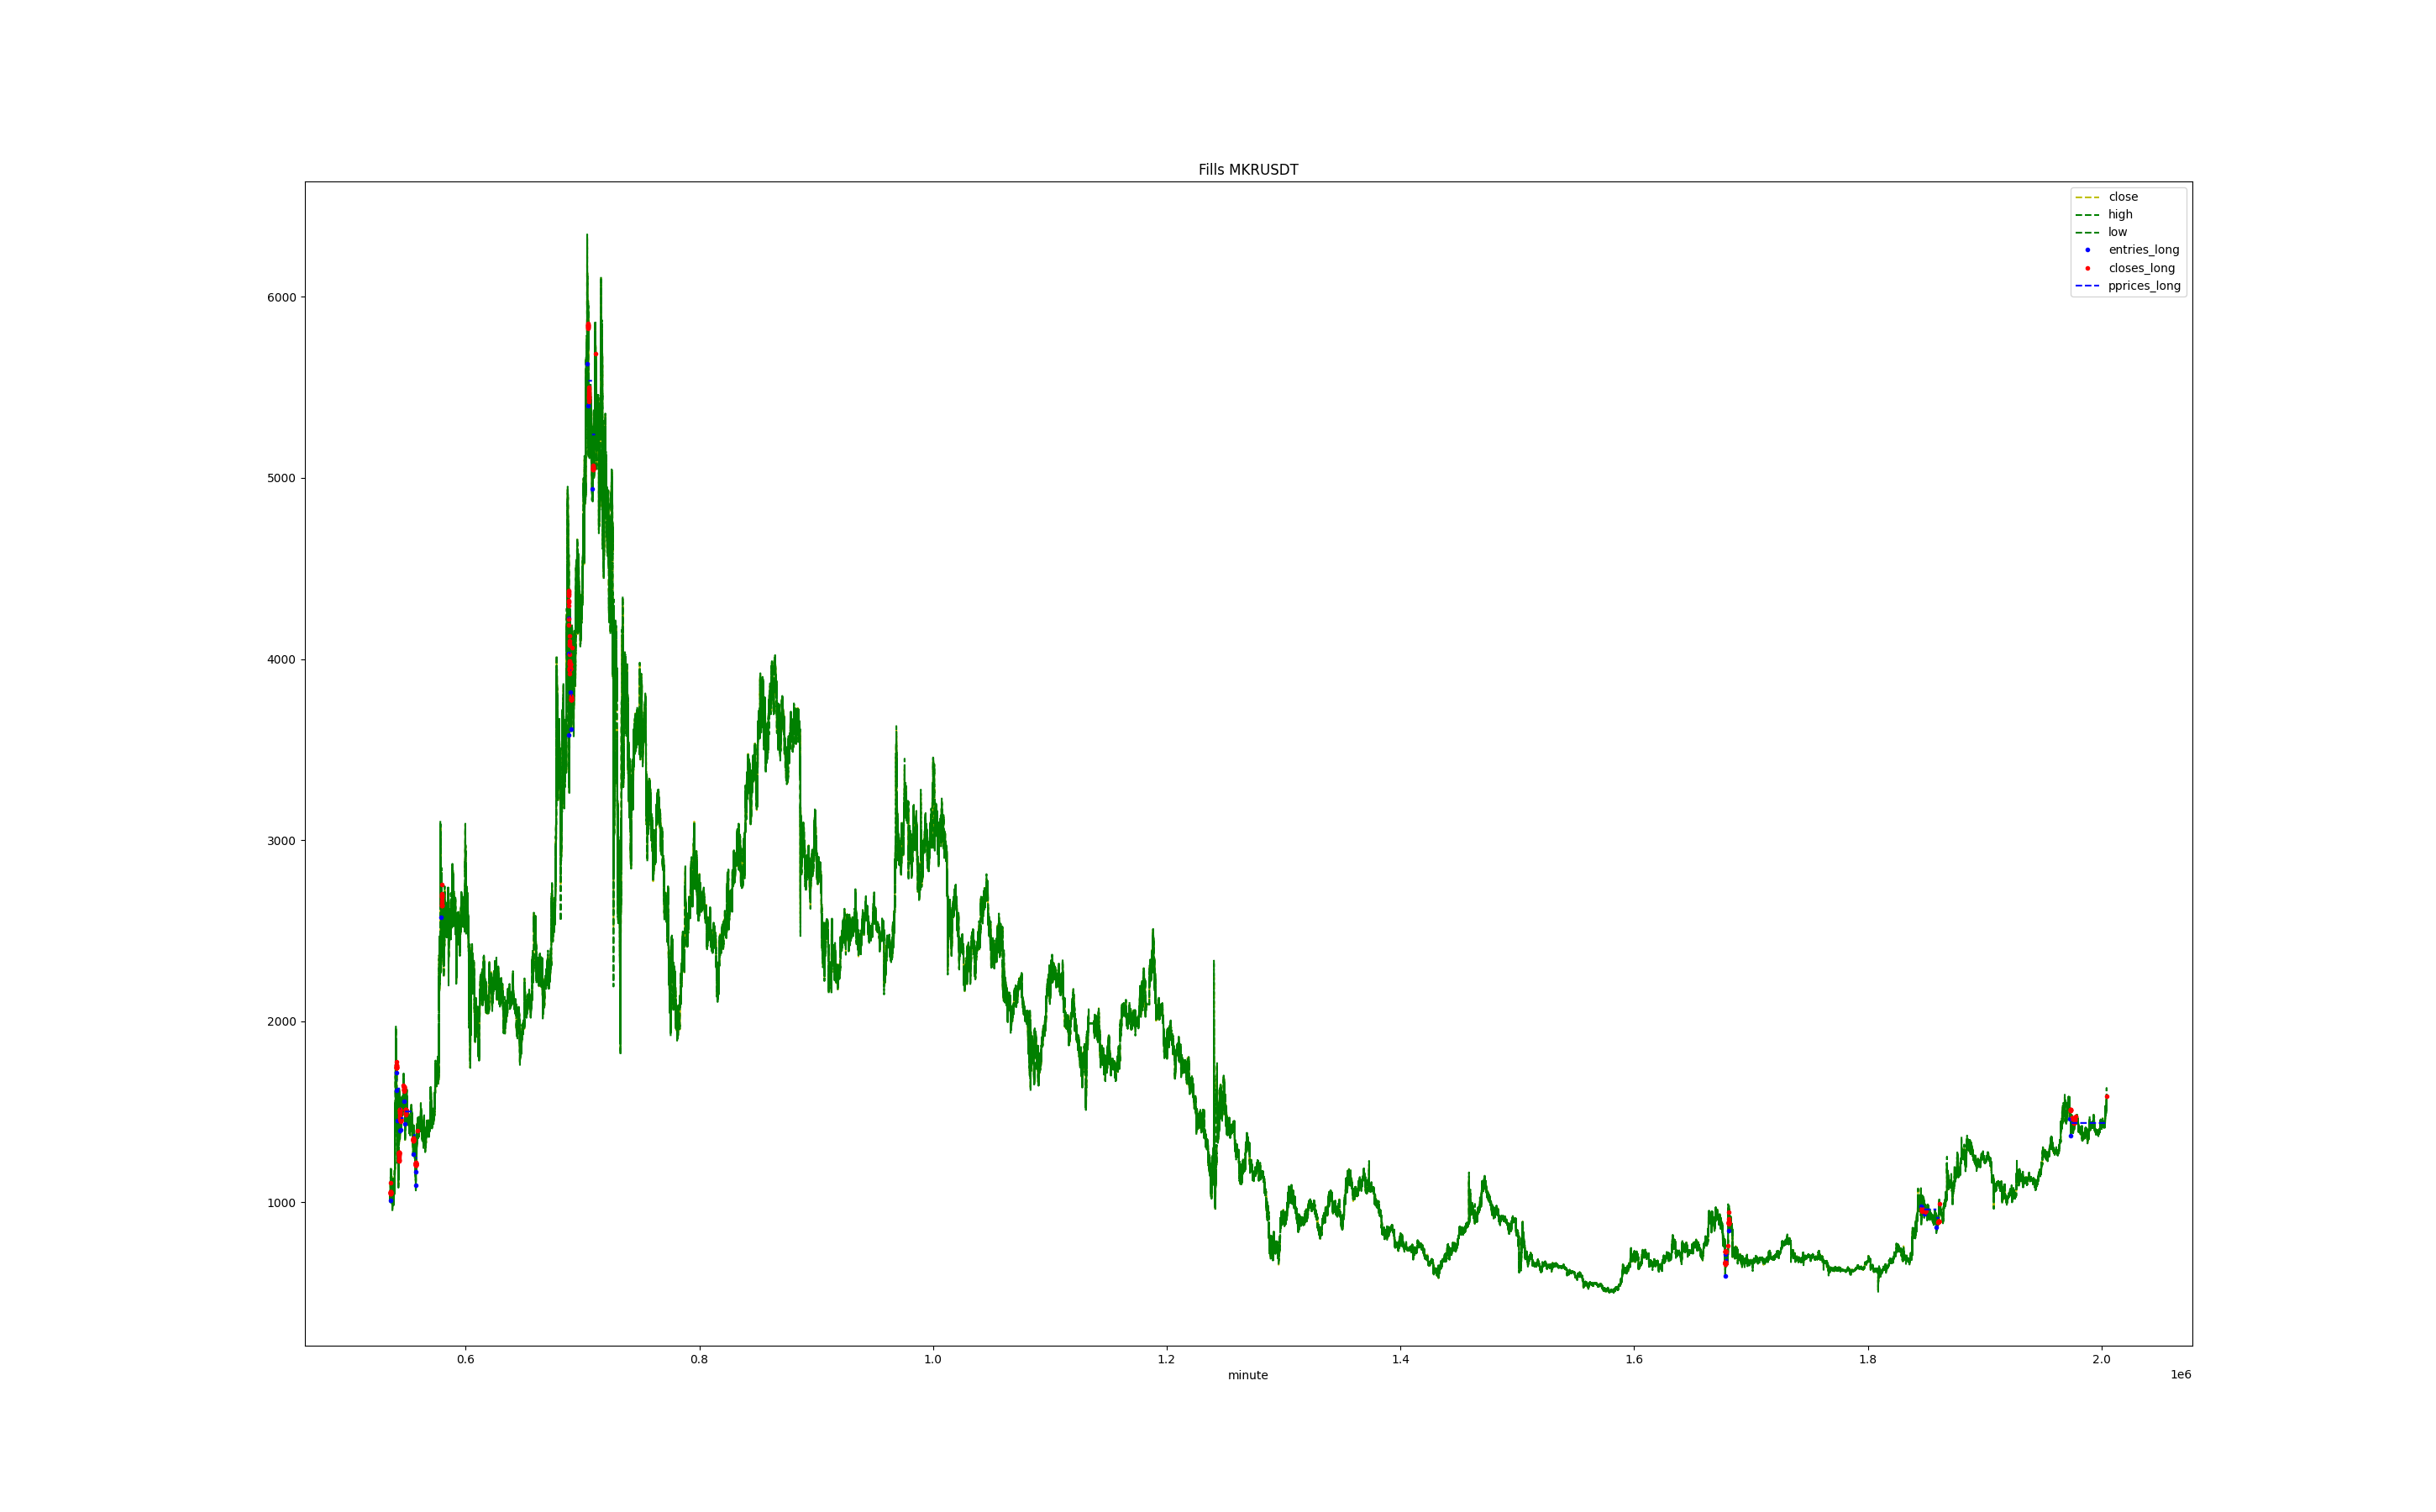 Fills MKRUSDT
close
high
low
entries_long
closes_long
pprices_long
6000
5000
4000
3000
2000
1000
0.6 0.8 1.0 1.2 1.4 1.6 1.8 2.0
minute
1e6